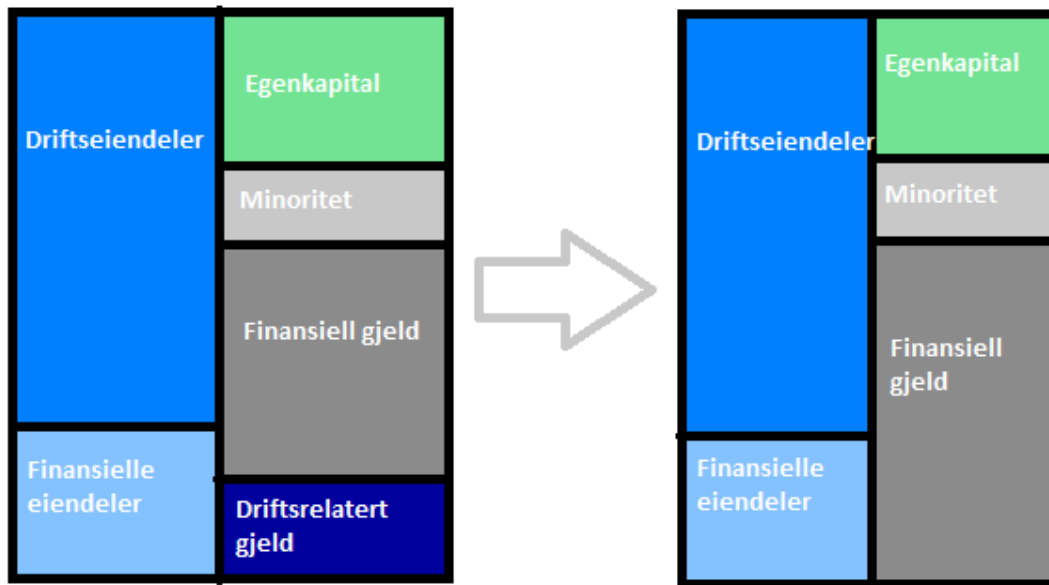 Driftseiendeler
Finansielle
eiendeler
Egenkapital
Minoritet
Finansiell gjeld
Driftsrelatert
gjeld
Driftseiendeler
Finansielle
eiendeler
Egenkapital
Minoritet
Finansiell
gjeld